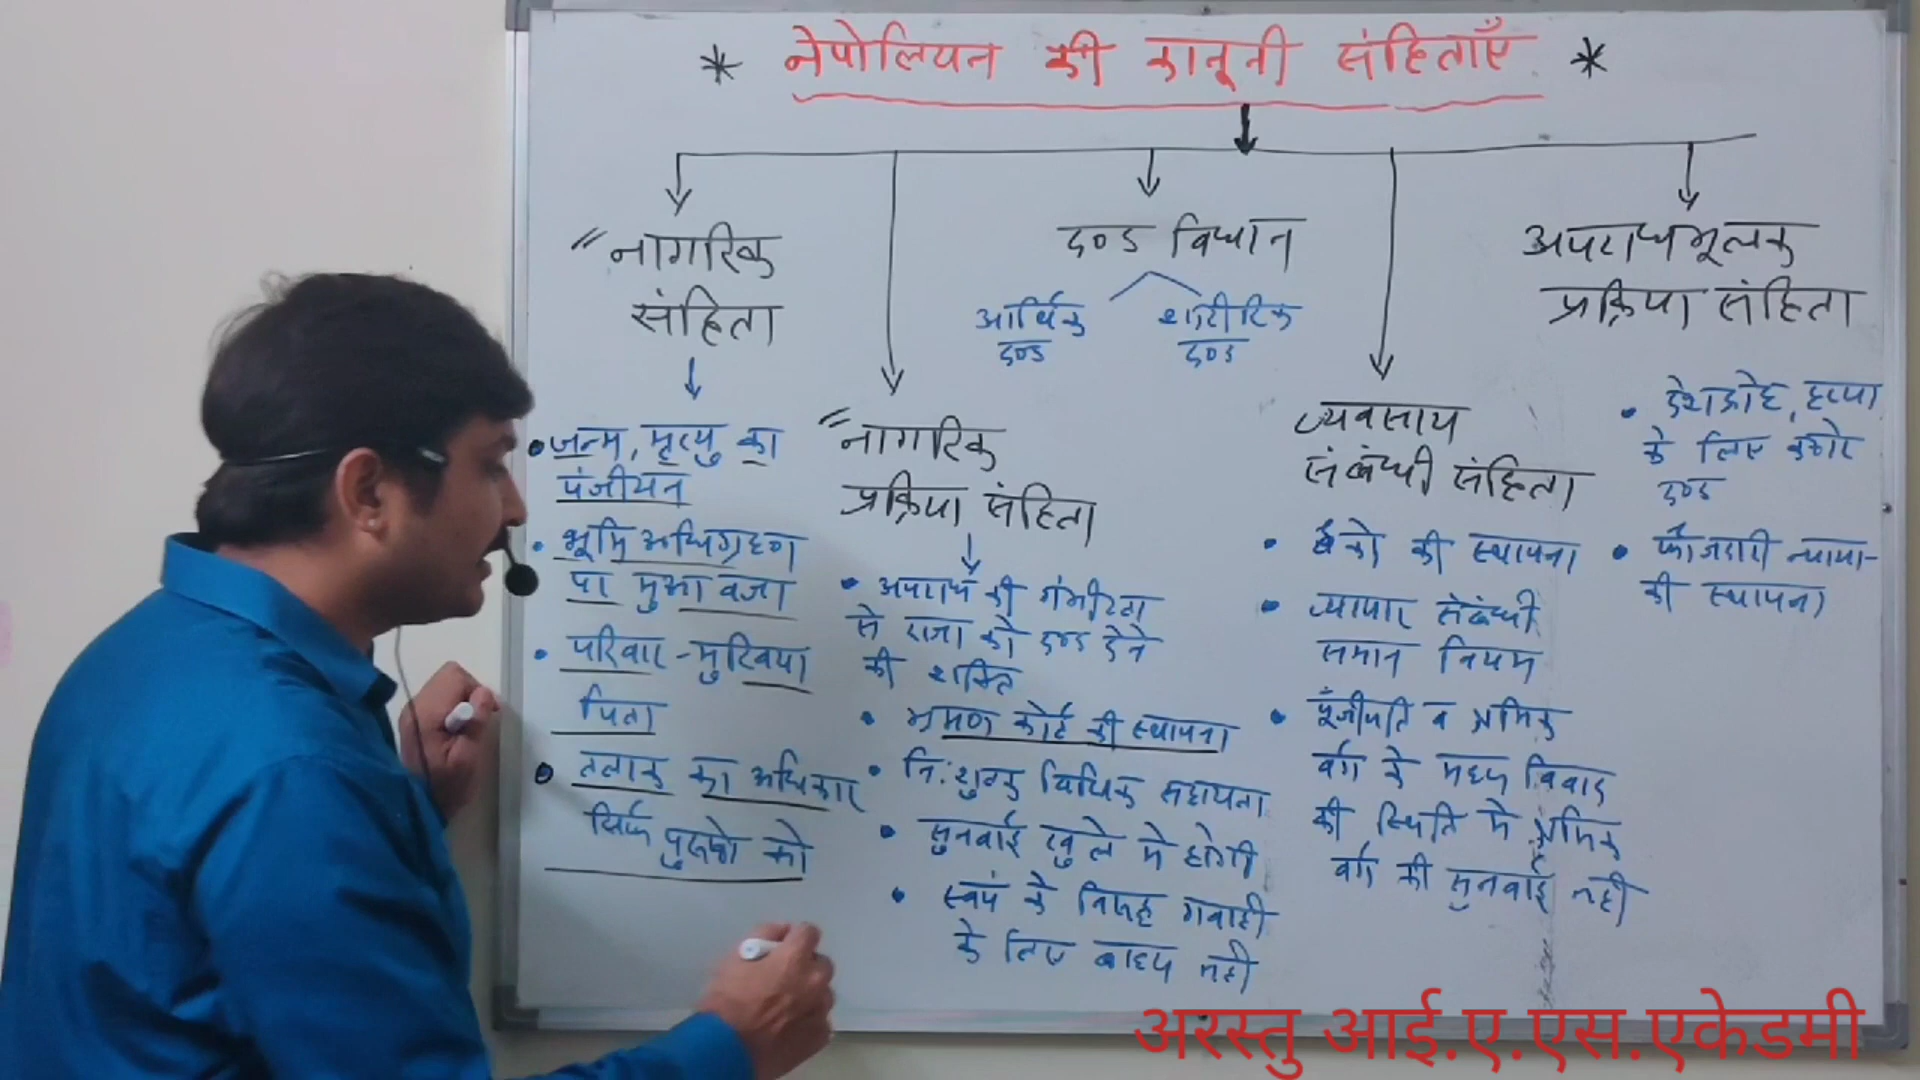 * नेपोलियन की कानूनी संहिताएँ *
"नागरिक
संहिता
•जन्म, मृत्यु का
पंजीयन
• भूमि अधिग्रहण
पर मुआवजा
• परिवार - मुखिया
पिता
• तलाक का अधिकार
सिर्फ पुरूषो को
"नागरिक
प्रक्रिया संहिता
• अपराध की गंभीरता
से राजा को दण्ड देने
की शक्ति
• भ्रमण कोर्ट की स्थापना
• नि:शुल्क विधिक सहायता
• सुनवाई खुले मे होगी
• स्वयं के विरूद्ध गवाही
के लिए बाध्य नही
दण्ड विधान
आर्थिक
दण्ड
शारीरिक
दण्ड
व्यवसाय
संबंधी संहिता
• बैंको की स्थापना
• व्यापार संबंधी
समान नियम
• पूँजीपति व श्रमिक
वर्ग के मध्य विवाद
की स्थिति मे श्रमिक
वर्ग की सुनवाई नही
अपराधमूलक
प्रक्रिया संहिता
• देशद्रोह, हत्या
के लिए कठोर
दण्ड
• फौजदारी न्याया-
की स्थापना
अरस्तु आई.ए.एस.एकेडमी